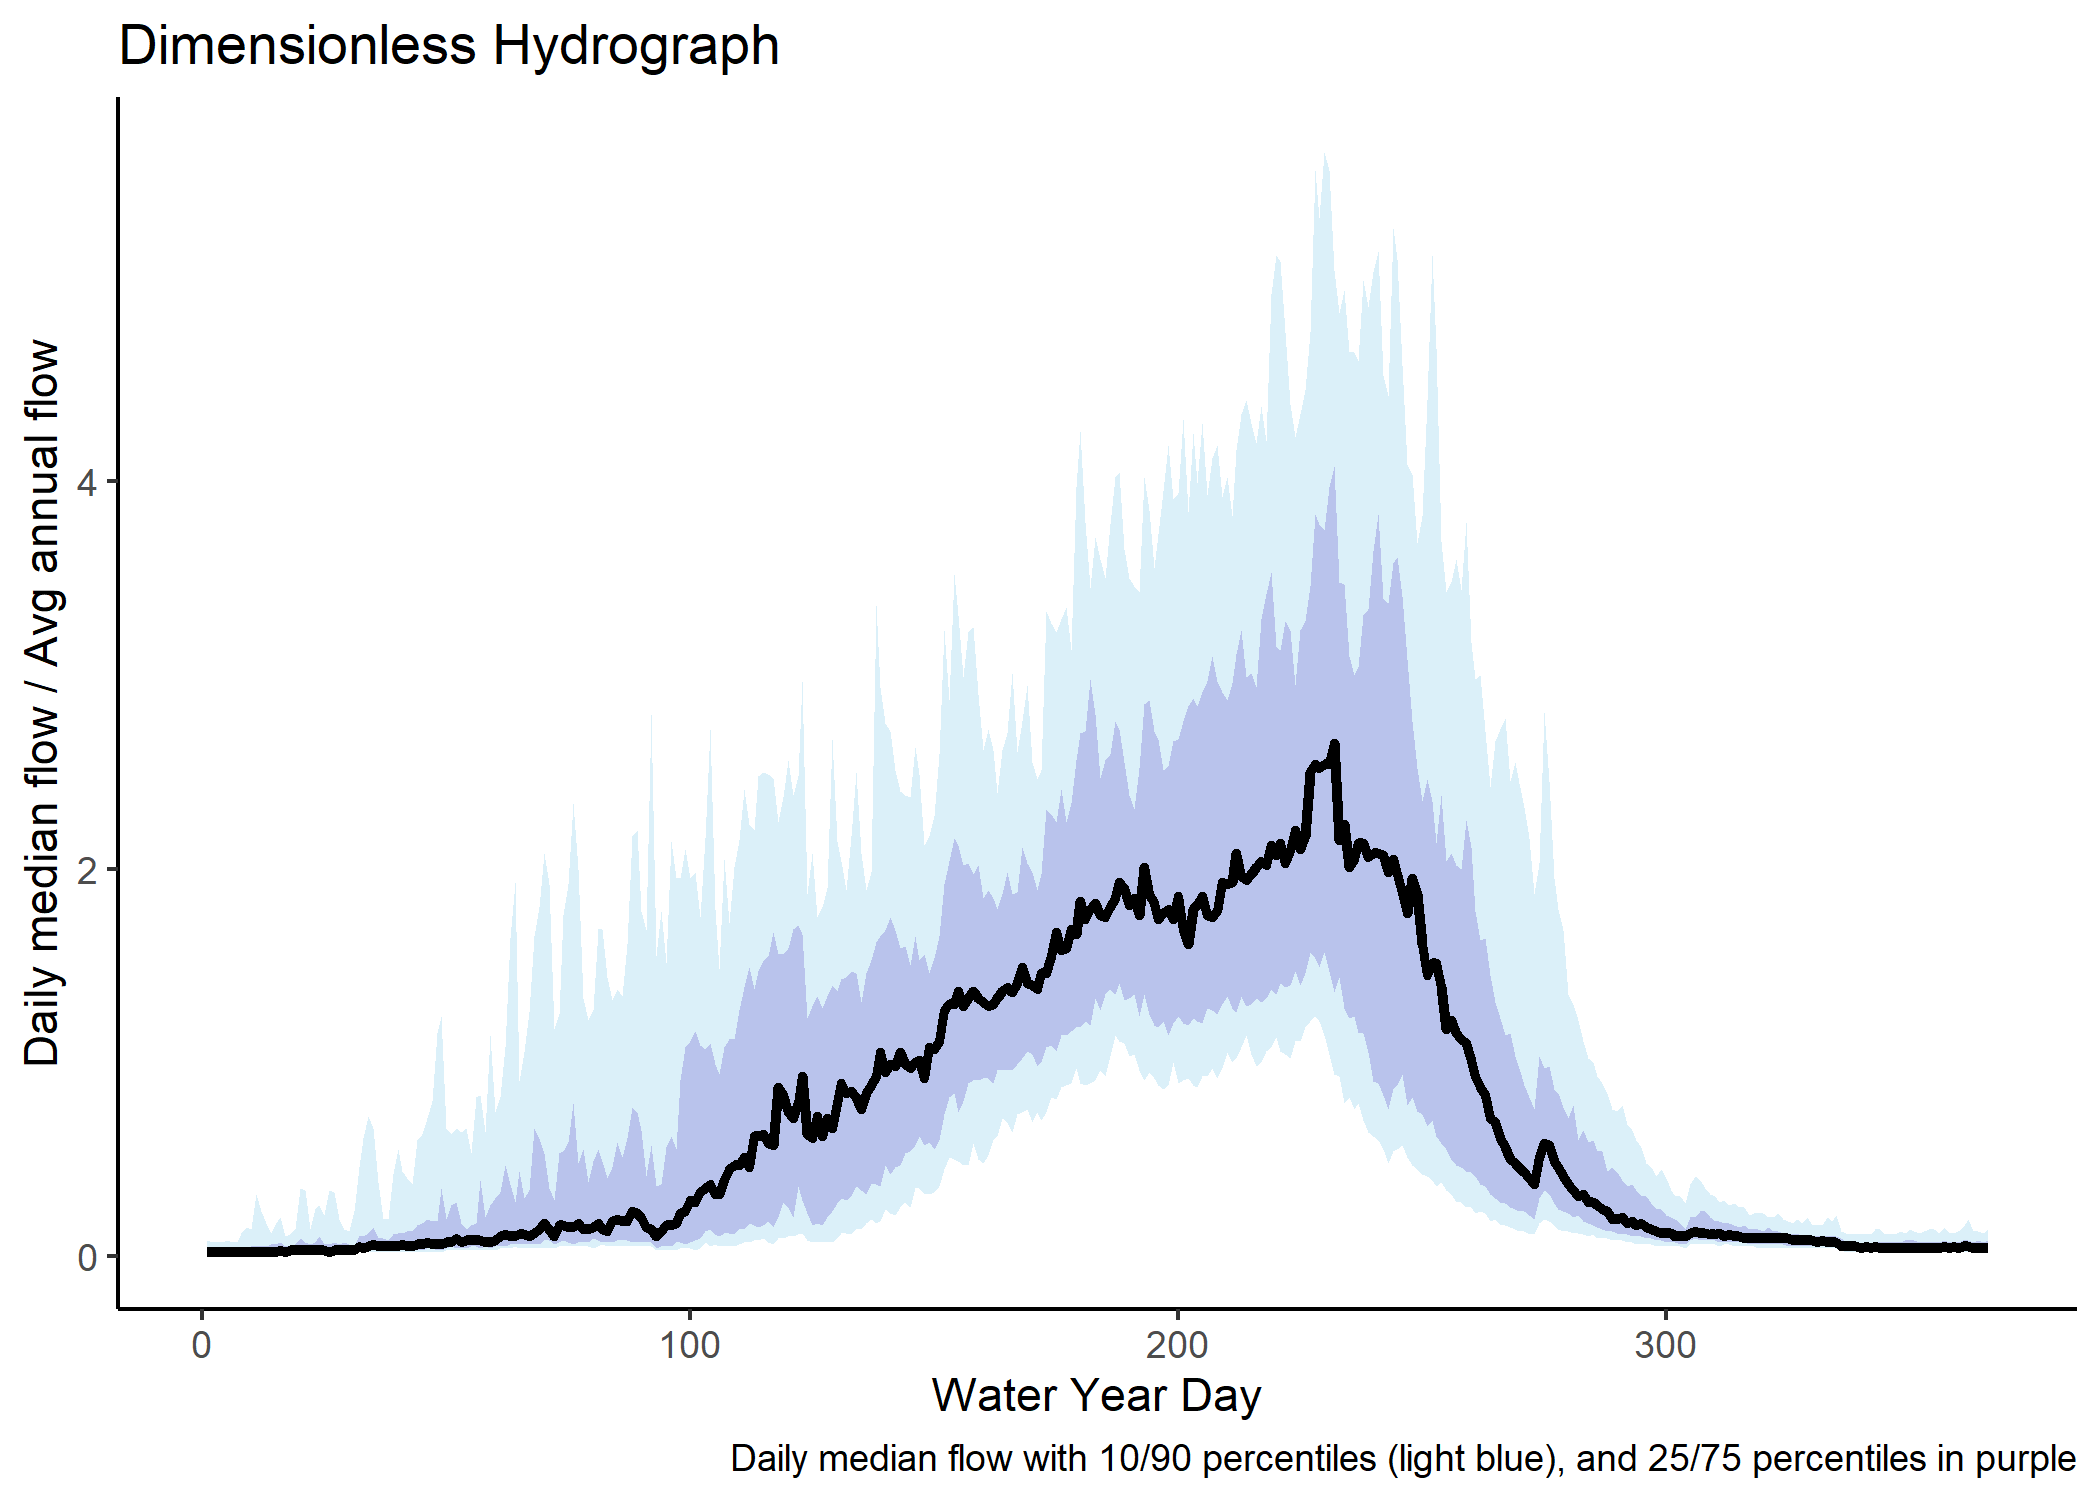 Dimensionless Hydrograph
Daily median flow / Avg annual flow
4
2
0
0 100 200 300
Water Year Day
Daily median flow with 10/90 percentiles (light blue), and 25/75 percentiles in purple